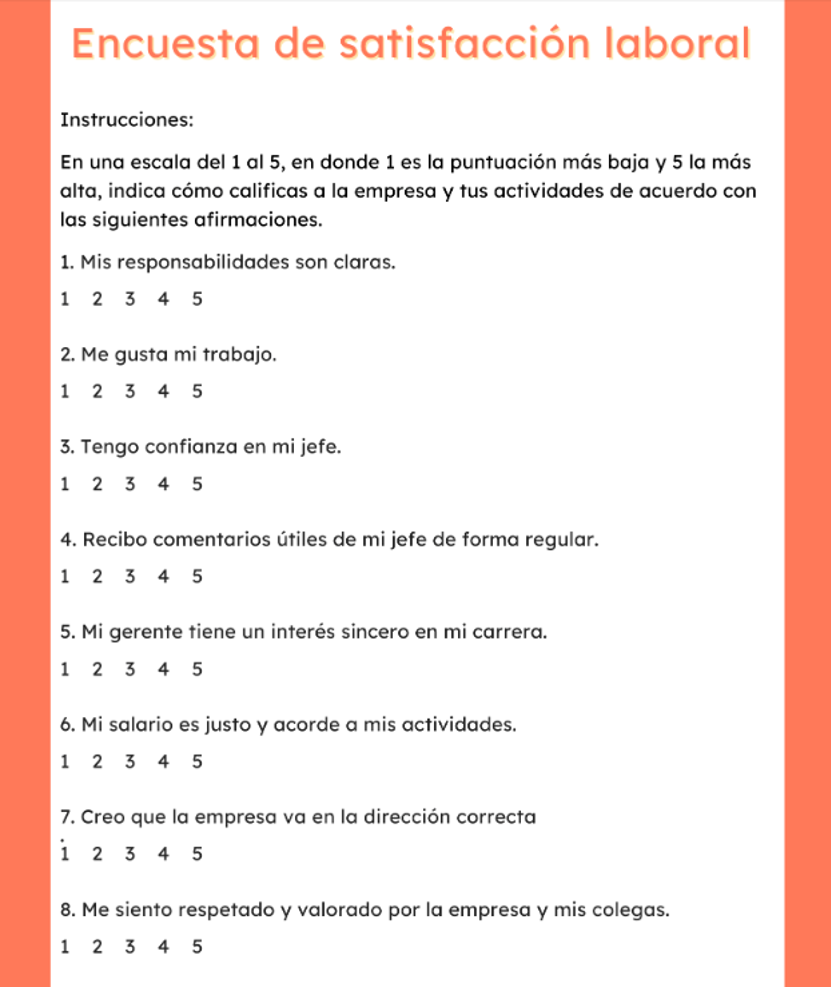 Encuesta de satisfacción laboral
Instrucciones:
En una escala del 1 al 5, en donde 1 es la puntuación más baja y 5 la más
alta, indica cómo calificas a la empresa y tus actividades de acuerdo con
las siguientes afirmaciones.
1. Mis responsabilidades son claras.
1 2 3 4 5
2. Me gusta mi trabajo.
1 2 3 4 5
3. Tengo confianza en mi jefe.
1 2 3 4 5
4. Recibo comentarios útiles de mi jefe de forma regular.
1 2 3 4 5
5. Mi gerente tiene un interés sincero en mi carrera.
1 2 3 4 5
6. Mi salario es justo y acorde a mis actividades.
1 2 3 4 5
7. Creo que la empresa va en la dirección correcta
.
1 2 3 4 5
8. Me siento respetado y valorado por la empresa y mis colegas.
1 2 3 4 5